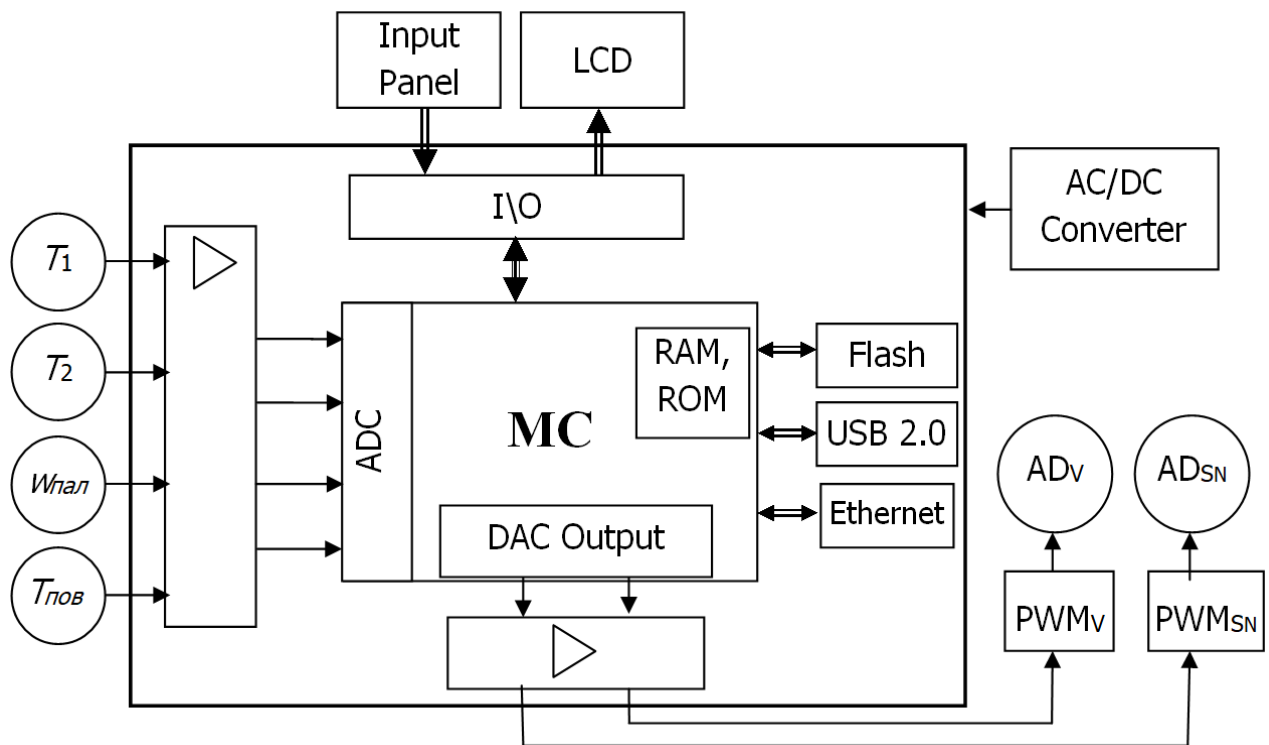 Input
Panel
LCD
I\O
AC/DC
Converter
T1
T2
Wпал
Tпов
ADC
MC
RAM,
ROM
Flash
USB 2.0
Ethernet
DAC Output
ADV
ADSN
PWMV
PWMSN